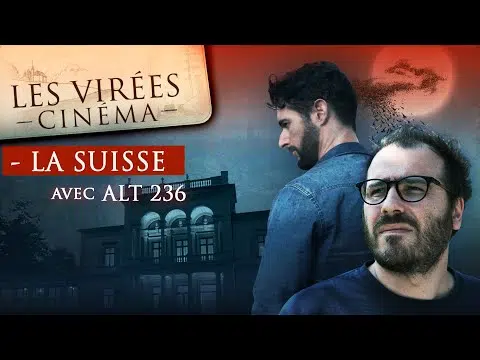 LES VIRÉES
– CINÉMA –
- LA SUISSE
AVEC ALT 236